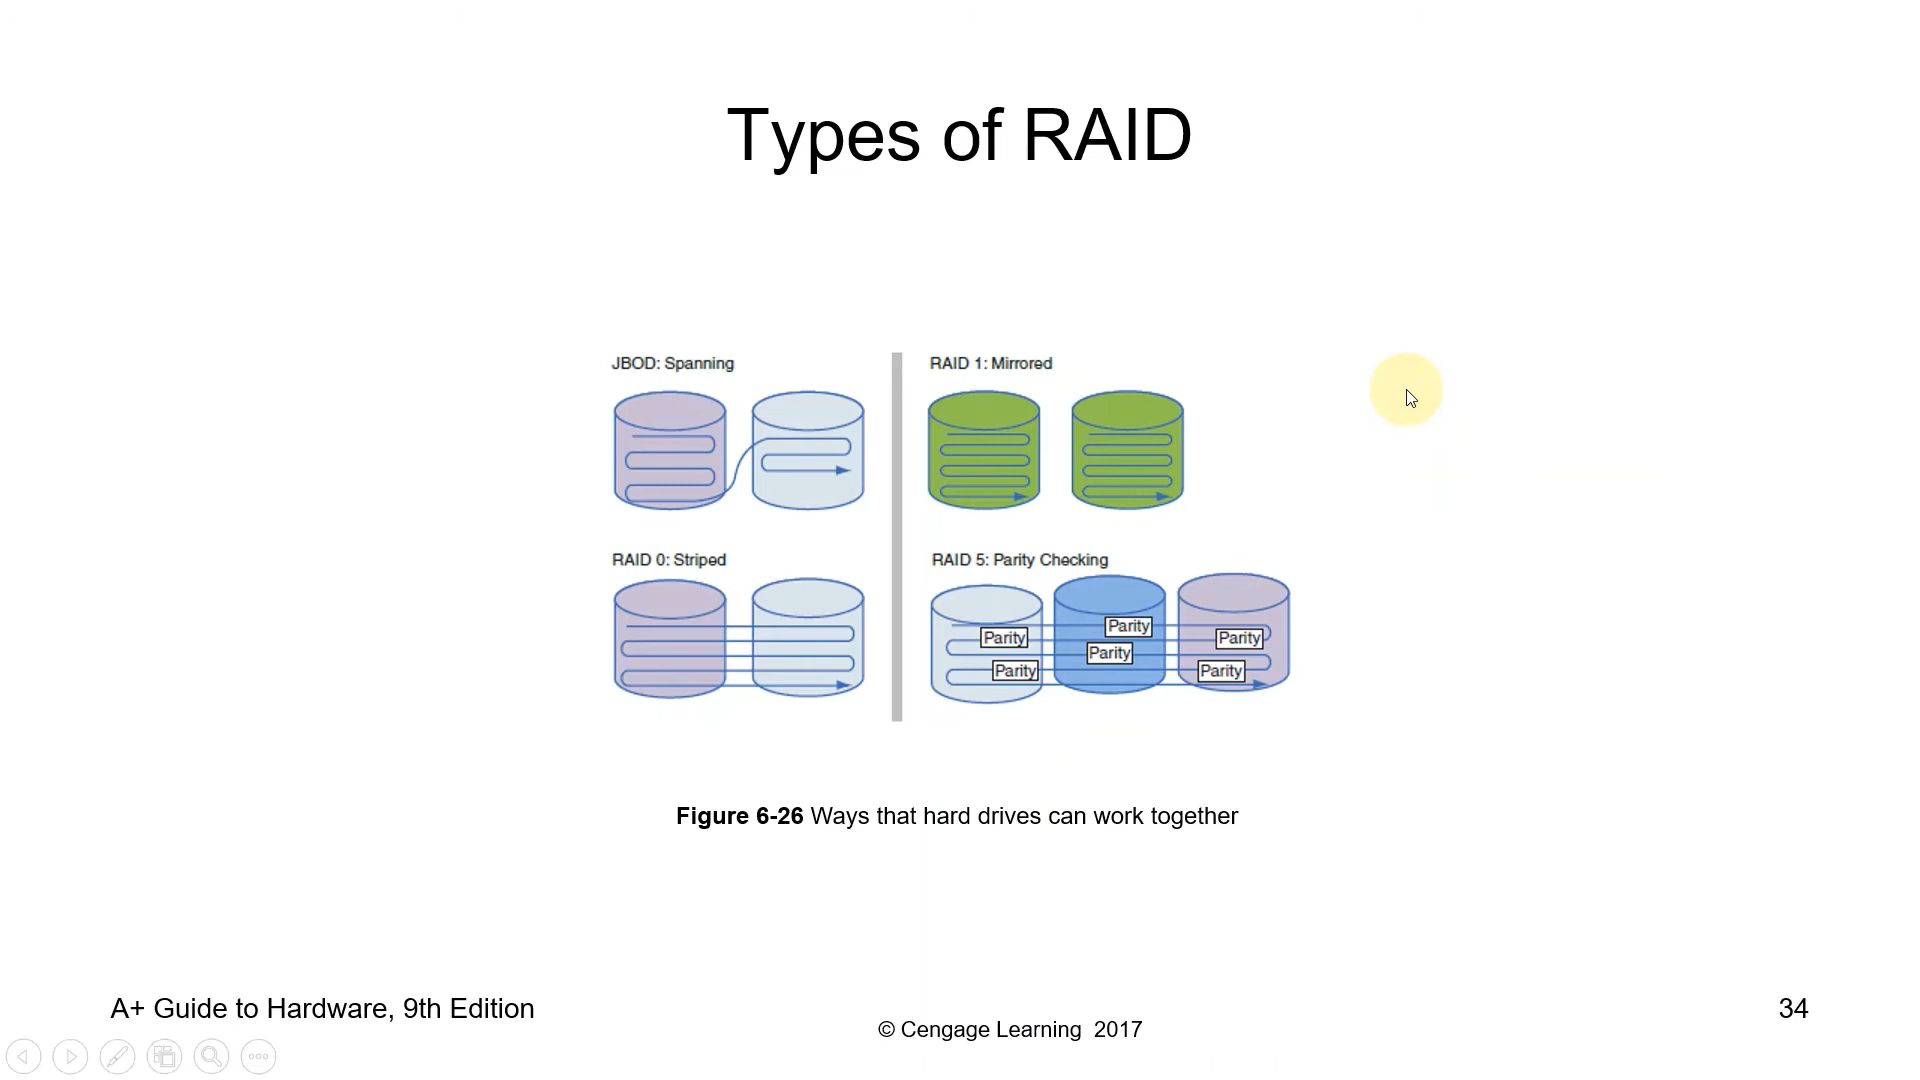 Types of RAID
JBOD: Spanning
RAID 1: Mirrored
RAID 0: Striped
RAID 5: Parity Checking
Parity
Parity
Parity
Parity
Parity
Parity
Figure 6-26 Ways that hard drives can work together
A+ Guide to Hardware, 9th Edition
© Cengage Learning 2017
34